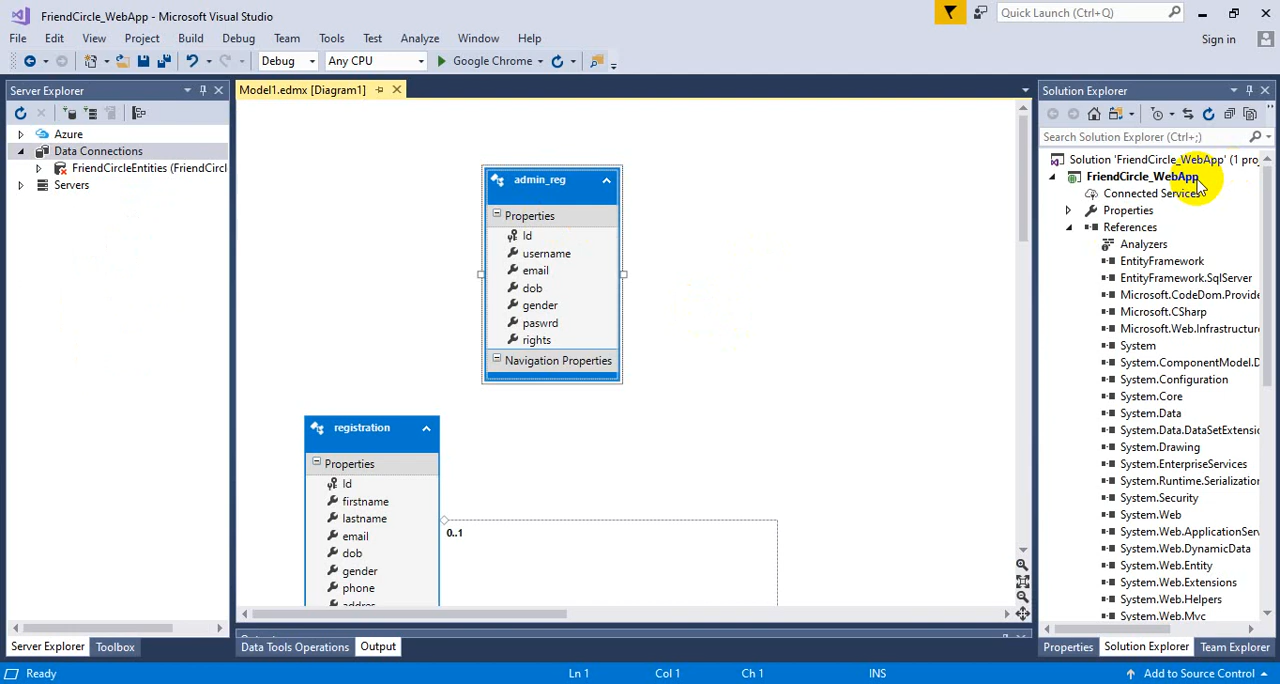 FriendCircle_WebApp - Microsoft Visual Studio
Quick Launch (Ctrl+Q)
File Edit View Project Build Debug Team Tools Test Analyze Window Help
Sign in
Debug Any CPU Google Chrome
Server Explorer
Azure
Data Connections
FriendCircleEntities (FriendCircl
Servers
Server Explorer Toolbox
Model1.edmx [Diagram1]
admin_reg
Properties
Id
username
email
dob
gender
paswrd
rights
Navigation Properties
registration
Properties
Id
firstname
lastname
email
dob
gender
phone
addres
0..1
Data Tools Operations Output
Solution Explorer
Search Solution Explorer (Ctrl+;)
Solution 'FriendCircle_WebApp' (1 proj
FriendCircle_WebApp
Connected Services
Properties
References
Analyzers
EntityFramework
EntityFramework.SqlServer
Microsoft.CodeDom.Provide
Microsoft.CSharp
Microsoft.Web.Infrastructur
System
System.ComponentModel.D
System.Configuration
System.Core
System.Data
System.Data.DataSetExtensio
System.Drawing
System.EnterpriseServices
System.Runtime.Serialization
System.Security
System.Web
System.Web.ApplicationServ
System.Web.DynamicData
System.Web.Entity
System.Web.Extensions
System.Web.Helpers
System.Web.Mvc
Properties Solution Explorer Team Explorer
Ready Ln 1 Col 1 Ch 1 INS Add to Source Control